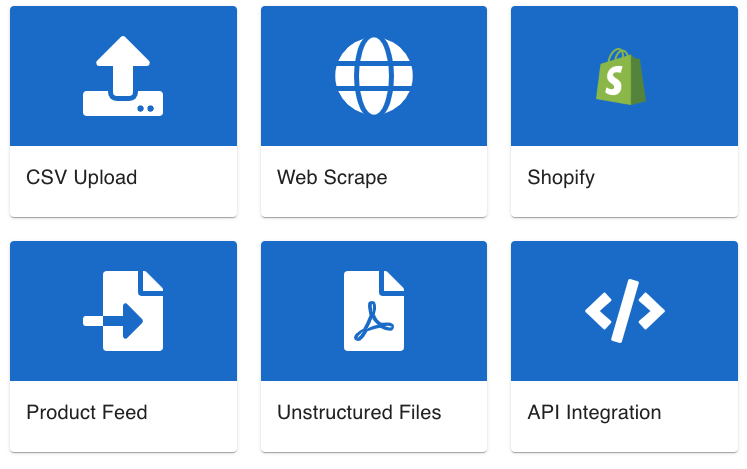 CSV Upload
Web Scrape
Shopify
Product Feed
Unstructured Files
API Integration